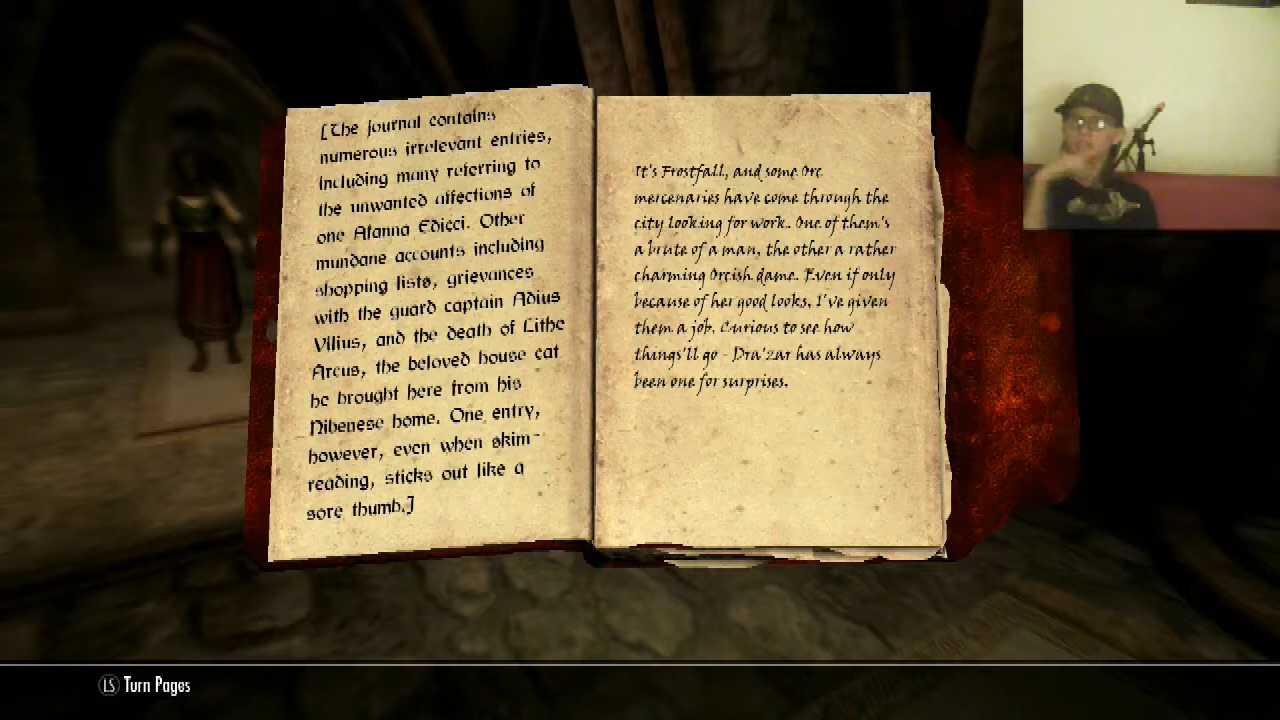 [The journal contains
numerous irrelevant entries,
including many referring to
the unwanted affections of
one Afanna Edicci. Other
mundane accounts including
shopping lists, grievances
with the guard captain Adius
Vilius, and the death of Lithe
Arcus, the beloved house cat
he brought here from his
Nibenese home. One entry,
however, even when skim-
reading, sticks out like a
sore thumb.]
It's Frostfall, and some Orc
mercenaries have come through the
city looking for work. One of them's
a brute of a man, the other a rather
charming Orcish dame. Even if only
because of her good looks, I've given
them a job. Curious to see how
things'll go - Dra'zar has always
been one for surprises.
LS Turn Pages